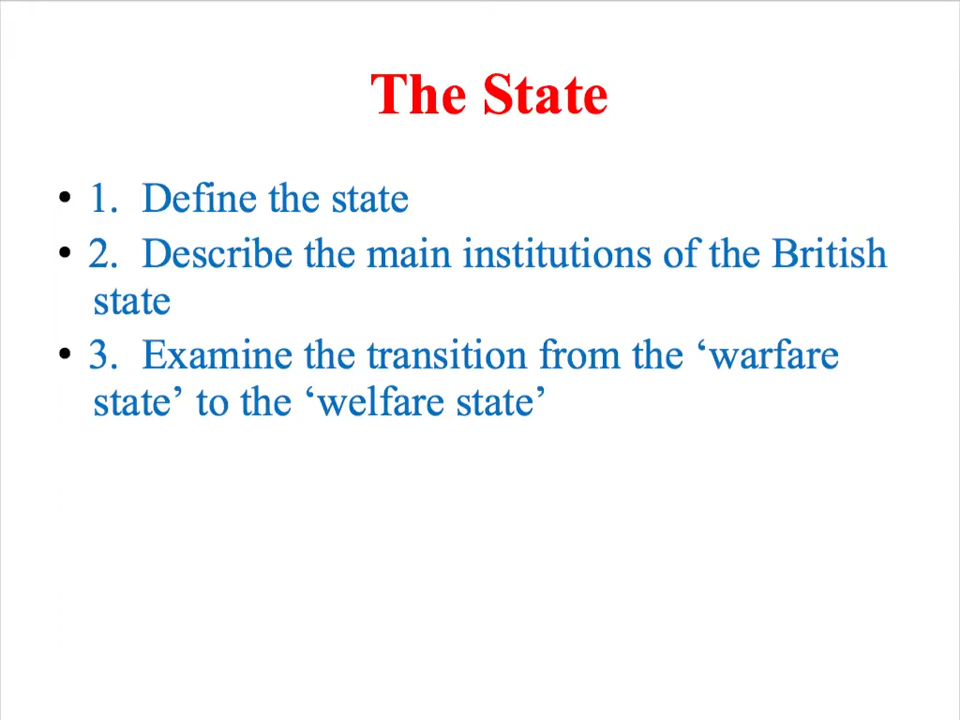 The State
• 1. Define the state
• 2. Describe the main institutions of the British
state
• 3. Examine the transition from the ‘warfare
state’ to the ‘welfare state’